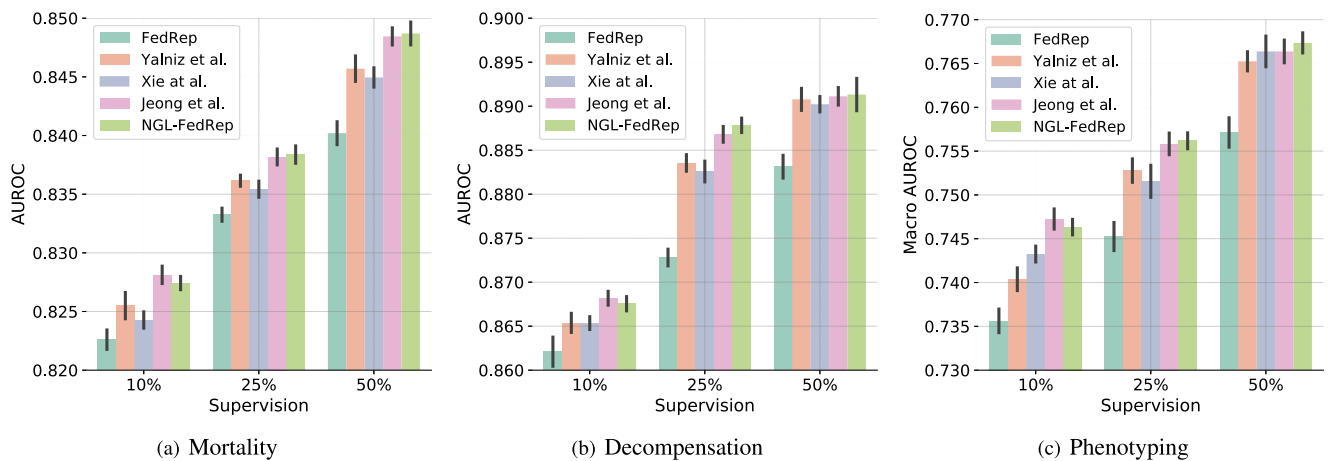 0.850
0.845
0.840
0.835
0.830
0.825
0.820
AUROC
FedRep
Yalniz et al.
Xie at al.
Jeong et al.
NGL-FedRep
10%
25%
50%
Supervision
(a) Mortality
0.900
0.895
0.890
0.885
0.880
0.875
0.870
0.865
0.860
AUROC
FedRep
Yalniz et al.
Xie at al.
Jeong et al.
NGL-FedRep
10%
25%
50%
Supervision
(b) Decompensation
0.770
0.765
0.760
0.755
0.750
0.745
0.740
0.735
0.730
Macro AUROC
FedRep
Yalniz et al.
Xie at al.
Jeong et al.
NGL-FedRep
10%
25%
50%
Supervision
(c) Phenotyping